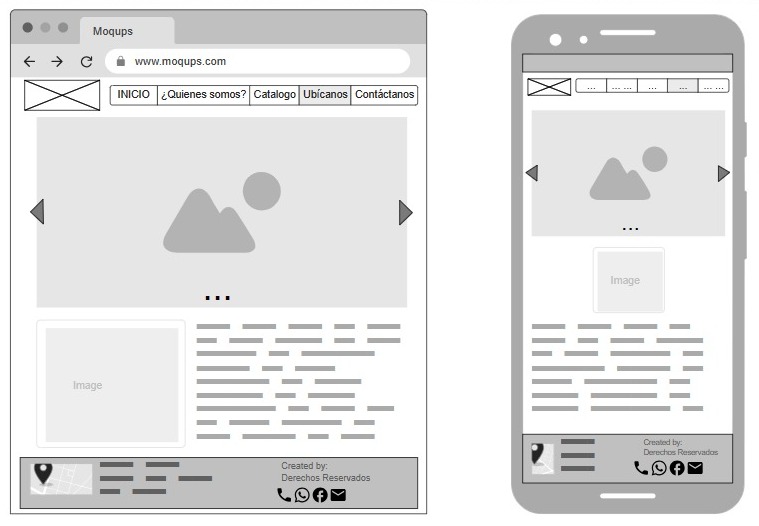 Moqups
www.moqups.com
INICIO ¿Quienes somos? Catalogo Ubícanos Contáctanos
...
Image
Created by:
Derechos Reservados
... ... ... ... ... ... ...
...
Image
Created by:
Derechos Reservados